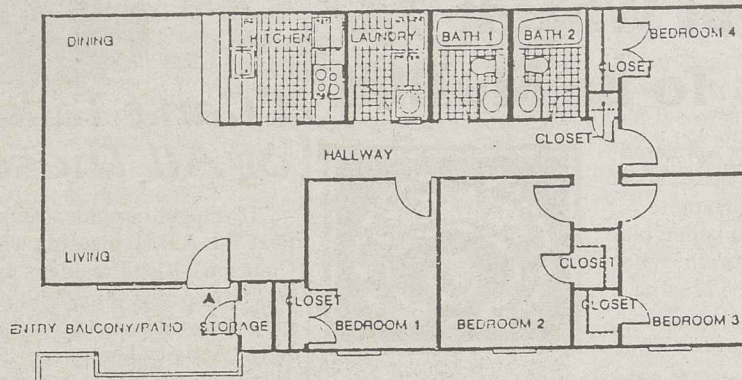 DINING
KITCHEN
LAUNDRY
BATH 1
BATH 2
BEDROOM 4
CLOSET
CLOSET
HALLWAY
LIVING
CLOSET
CLOSET
CLOSET
ENTRY BALCONY/PATIO
STORAGE
BEDROOM 1
BEDROOM 2
BEDROOM 3